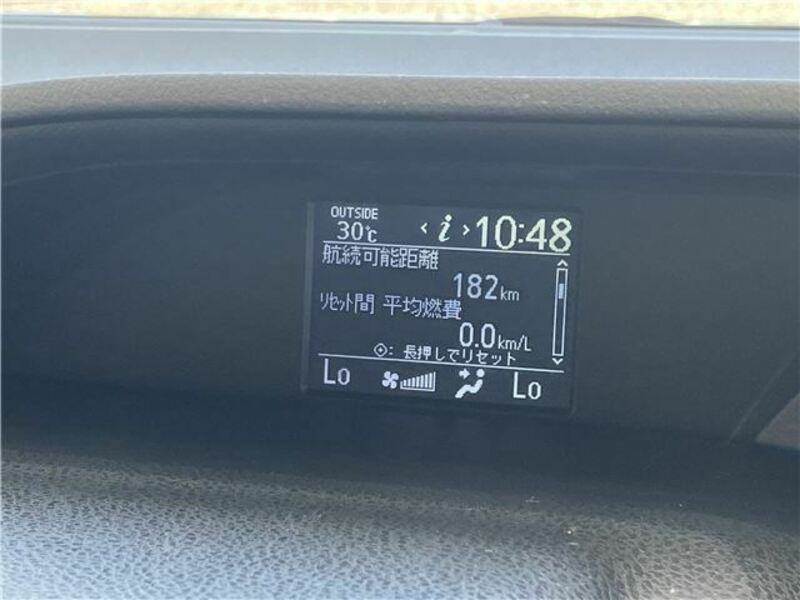 OUTSIDE
30℃ < i > 10:48
航続可能距離
182km
リセット間 平均燃費
0.0km/L
: 長押しでリセット
Lo Lo